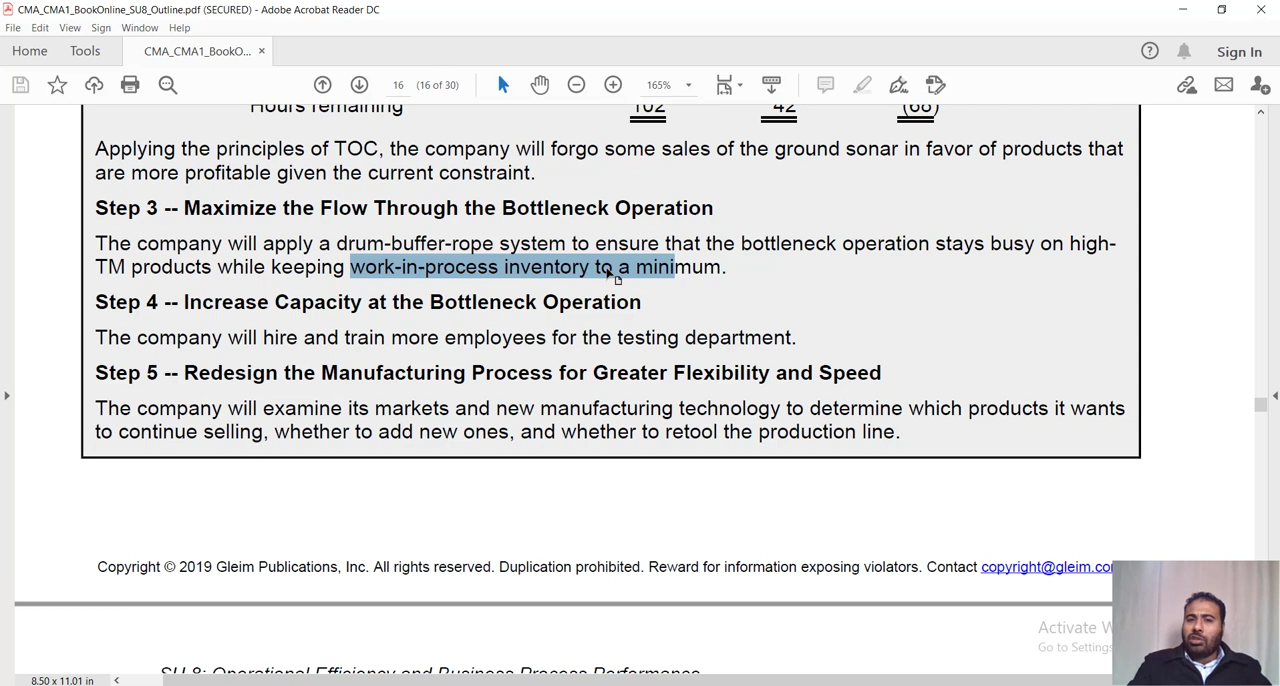 CMA_CMA1_BookOnline_SU8_Outline.pdf (SECURED) - Adobe Acrobat Reader DC
File Edit View Sign Window Help
Home Tools CMA_CMA1_BookO... × Sign In
16 (16 of 30) 165%
Hours remaining 102 42 (68)
Applying the principles of TOC, the company will forgo some sales of the ground sonar in favor of products that
are more profitable given the current constraint.
Step 3 -- Maximize the Flow Through the Bottleneck Operation
The company will apply a drum-buffer-rope system to ensure that the bottleneck operation stays busy on high-
TM products while keeping work-in-process inventory to a minimum.
Step 4 -- Increase Capacity at the Bottleneck Operation
The company will hire and train more employees for the testing department.
Step 5 -- Redesign the Manufacturing Process for Greater Flexibility and Speed
The company will examine its markets and new manufacturing technology to determine which products it wants
to continue selling, whether to add new ones, and whether to retool the production line.
Copyright © 2019 Gleim Publications, Inc. All rights reserved. Duplication prohibited. Reward for information exposing violators. Contact copyright@gleim.co
Activate W
Go to Settings
SU 8: Operational Efficiency and Business Process Performance
8.50 x 11.01 in